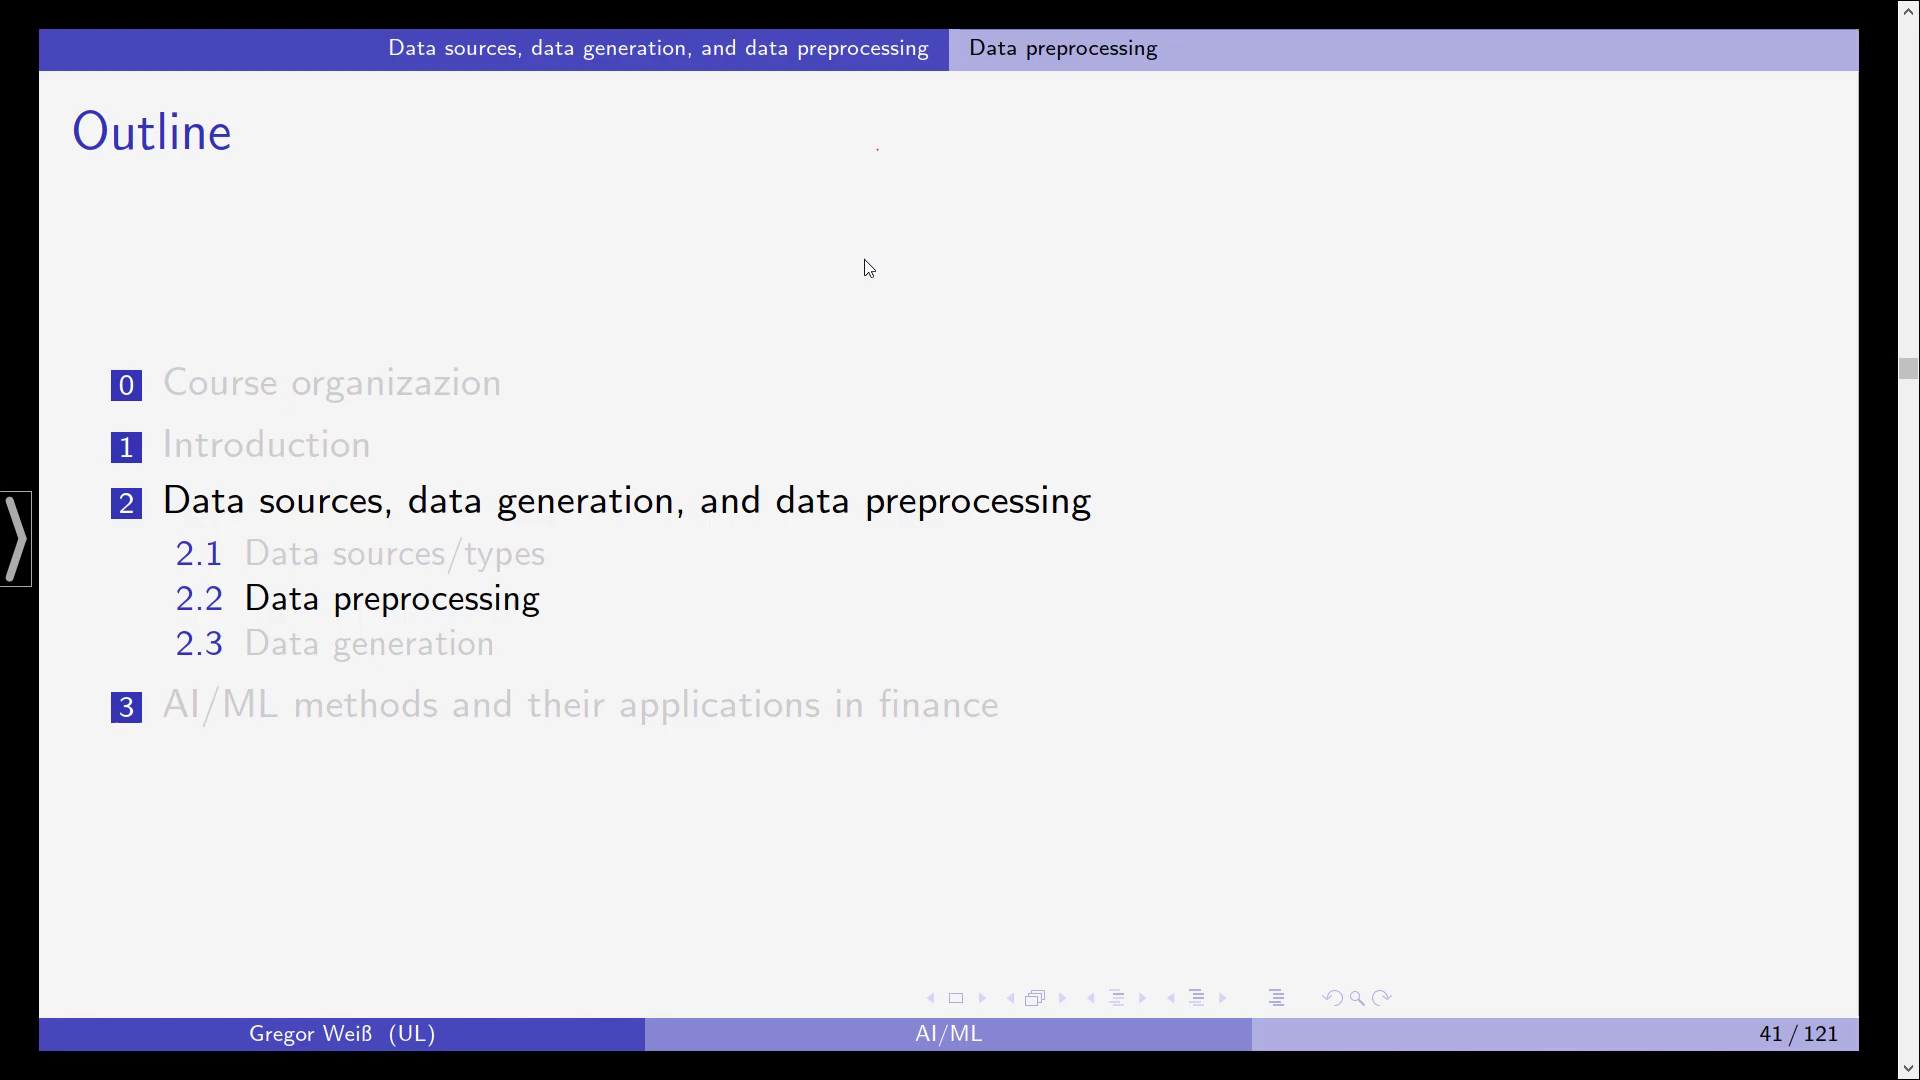 Data sources, data generation, and data preprocessing Data preprocessing
Outline
0 Course organizazion
1 Introduction
2 Data sources, data generation, and data preprocessing
2.1 Data sources/types
2.2 Data preprocessing
2.3 Data generation
3 AI/ML methods and their applications in finance
Gregor Weiß (UL) AI/ML 41 / 121